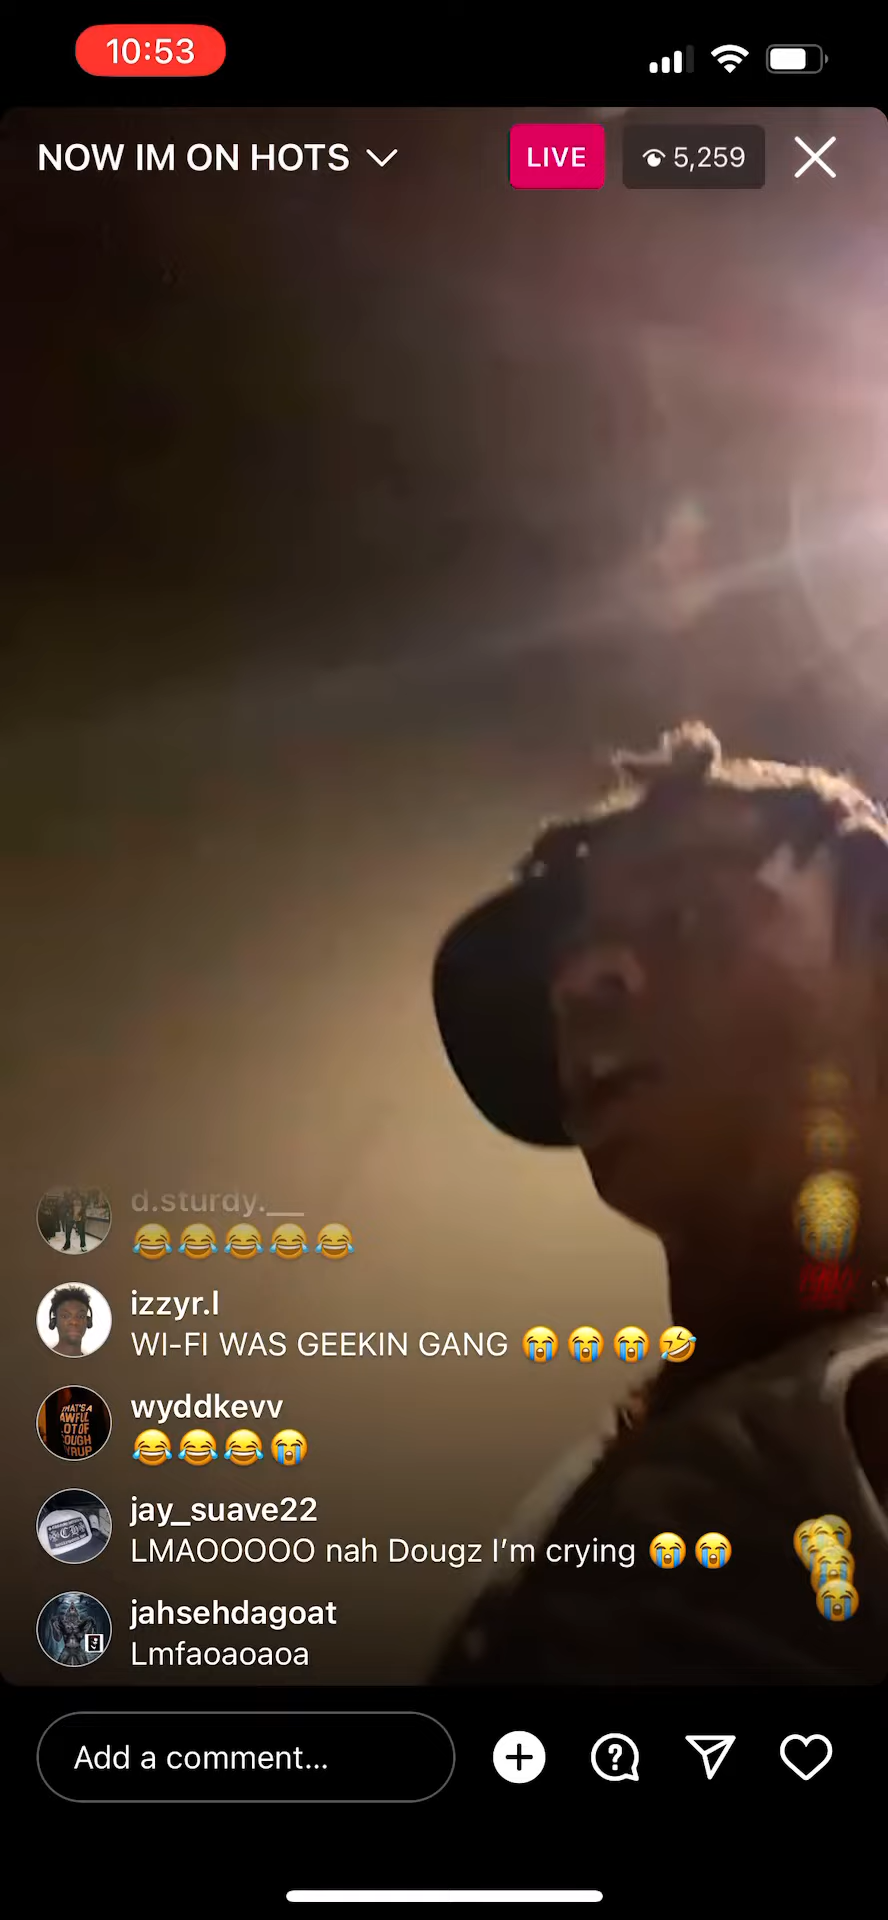 10:53
NOW IM ON HOTS
LIVE
5,259
d.sturdy.__
😂😂😂😂😂
izzyr.l
WI-FI WAS GEEKIN GANG 😭😭😭🤣
wyddkevv
😂😂😂😭
jay_suave22
LMAOOOOO nah Dougz I’m crying 😭😭
jahsehdagoat
Lmfaoaoaoa
Add a comment...